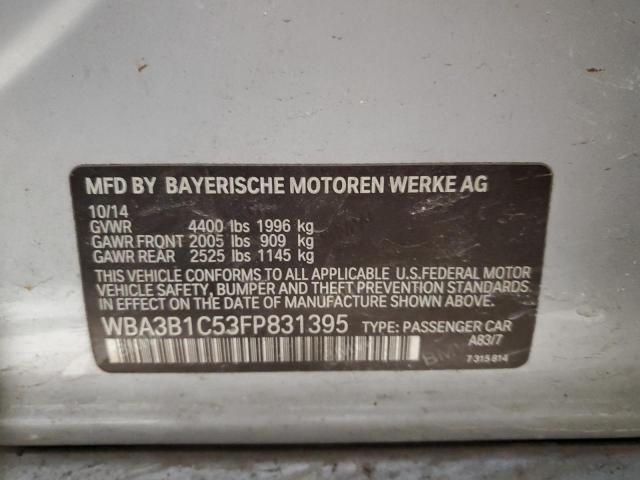 MFD BY BAYERISCHE MOTOREN WERKE AG
10/14
GVWR 4400 lbs 1996 kg
GAWR FRONT 2005 lbs 909 kg
GAWR REAR 2525 lbs 1145 kg
THIS VEHICLE CONFORMS TO ALL APPLICABLE U.S.FEDERAL MOTOR
VEHICLE SAFETY, BUMPER AND THEFT PREVENTION STANDARDS
IN EFFECT ON THE DATE OF MANUFACTURE SHOWN ABOVE.
WBA3B1C53FP831395 TYPE: PASSENGER CAR
A83/7
7 315 814